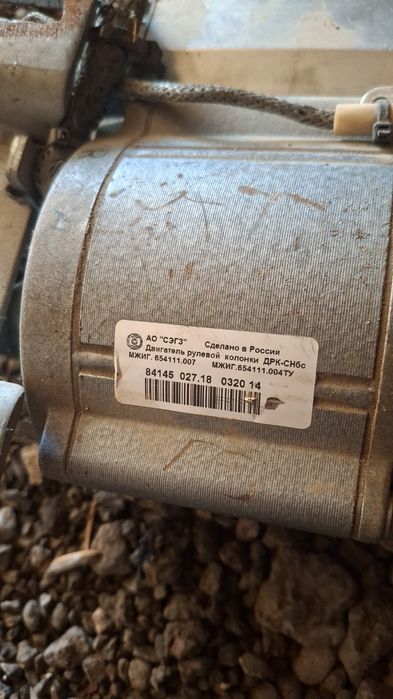 АО "СЭГЗ" Сделано в России
Двигатель рулевой колонки ДРК-СНбс
МЖИГ. 654111.007 МЖИГ.654111.004ТУ
84145 027.18 0320 14